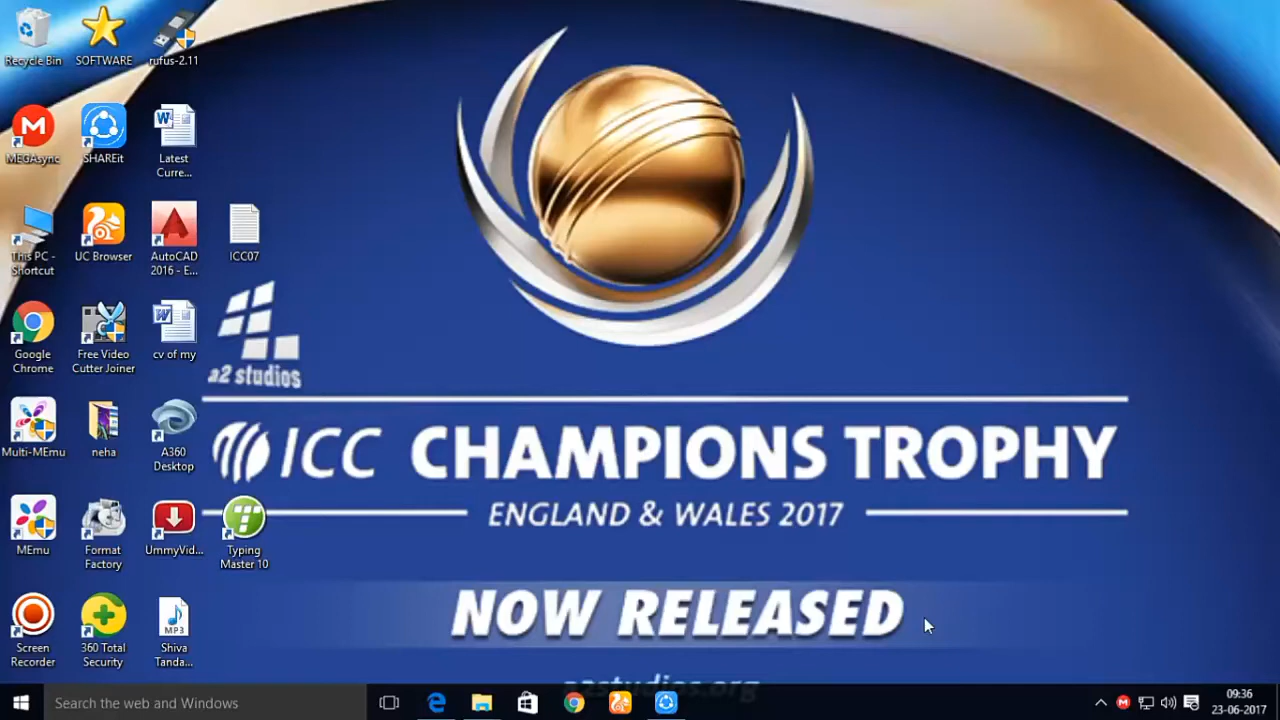 Recycle Bin
SOFTWARE
rufus-2.11
MEGAsync
SHAREit
Latest
Curre...
This PC -
Shortcut
UC Browser
AutoCAD
2016 - E...
ICC07
Google
Chrome
Free Video
Cutter Joiner
cv of my
a2 studios
Multi-MEmu
neha
A360
Desktop
ICC CHAMPIONS TROPHY
ENGLAND & WALES 2017
MEmu
Format
Factory
UmmyVid...
Typing
Master 10
NOW RELEASED
Screen
Recorder
360 Total
Security
MP3
Shiva
Tanda...
a2studios.org
Search the web and Windows
09:36
23-06-2017